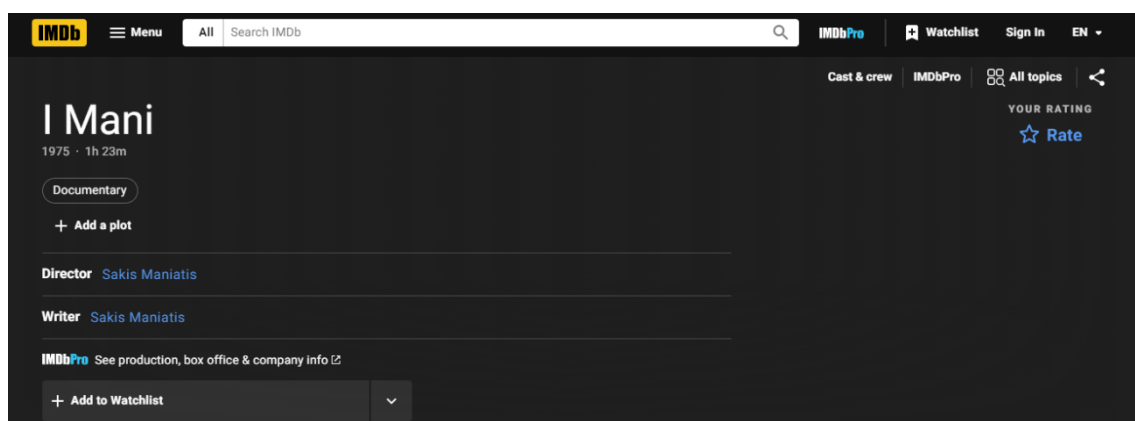 IMDb Menu All Search IMDb IMDbPro Watchlist Sign In EN
Cast & crew IMDbPro All topics
I Mani
YOUR RATING
Rate
1975 · 1h 23m
Documentary
+ Add a plot
Director Sakis Maniatis
Writer Sakis Maniatis
IMDbPro See production, box office & company info
+ Add to Watchlist